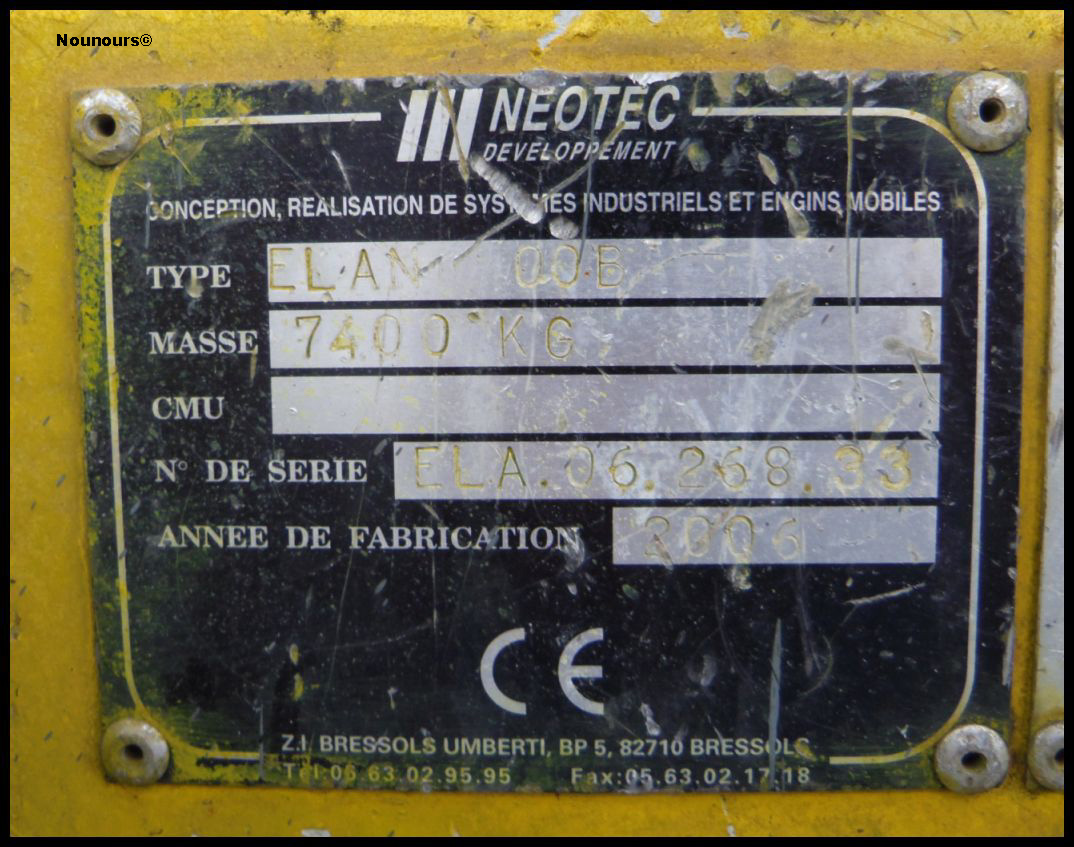 Nounours©
NEOTEC
DEVELOPPEMENT
CONCEPTION, REALISATION DE SYSTEMES INDUSTRIELS ET ENGINS MOBILES
TYPE ELAN 00B
MASSE 7400 KG
CMU
N° DE SERIE ELA.06.268.33
ANNEE DE FABRICATION 2006
CE
Z.I. BRESSOLS UMBERTI, BP 5, 82710 BRESSOLS
Tel:05.63.02.95.95 Fax:05.63.02.17.18